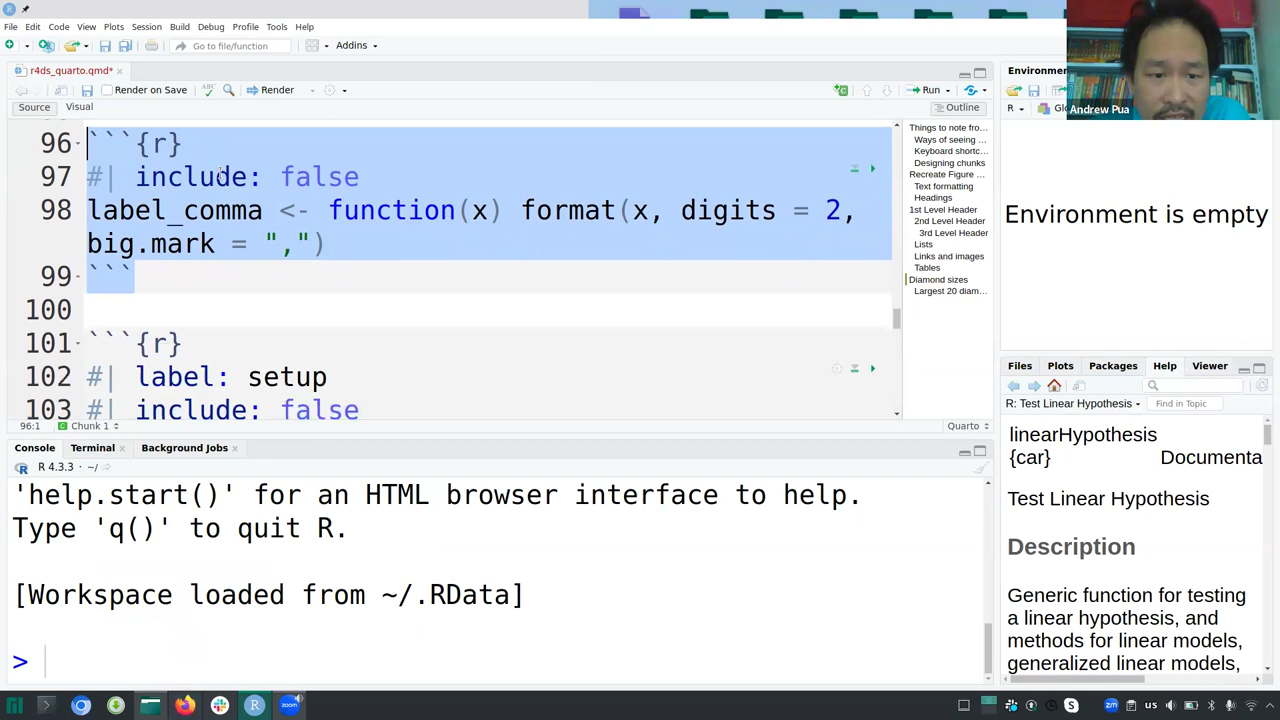 File Edit Code View Plots Session Build Debug Profile Tools Help
Go to file/function Addins
r4ds_quarto.qmd*
Render on Save ABC Render Run
Source Visual Outline
96 ```{r}
97 #| include: false
98 label_comma <- function(x) format(x, digits = 2,
big.mark = ",")
99 ```
100
101 ```{r}
102 #| label: setup
103 #| include: false
96:1 Chunk 1 Quarto
Things to note fro...
Ways of seeing ...
Keyboard shortc...
Designing chunks
Recreate Figure ...
Text formatting
Headings
1st Level Header
2nd Level Header
3rd Level Header
Lists
Links and images
Tables
Diamond sizes
Largest 20 diam...
Console Terminal Background Jobs
R 4.3.3 · ~/
'help.start()' for an HTML browser interface to help.
Type 'q()' to quit R.
[Workspace loaded from ~/.RData]
>
Andrew Pua
Environment is empty
Files Plots Packages Help Viewer
R: Test Linear Hypothesis Find in Topic
linearHypothesis
{car} Documenta
Test Linear Hypothesis
Description
Generic function for testing
a linear hypothesis, and
methods for linear models,
generalized linear models,
zoom
zm us